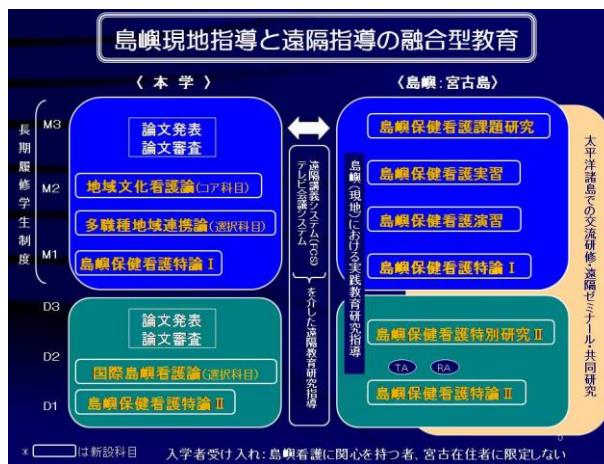 島嶼現地指導と遠隔指導の融合型教育
〈 本 学 〉
〈島嶼:宮古島〉
長期履修学生制度
M3
論文発表
論文審査
M2
地域文化看護論(コア科目)
多職種地域連携論(選択科目)
M1
島嶼保健看護特論Ⅰ
D3
論文発表
論文審査
D2
国際島嶼看護論(選択科目)
D1
島嶼保健看護特論Ⅱ
遠隔講義システム(TCS)
テレビ会議システム
を介した遠隔教育研究指導
島嶼(現地)における実践教育研究指導
島嶼保健看護課題研究
島嶼保健看護実習
島嶼保健看護演習
島嶼保健看護特論Ⅰ
島嶼保健看護特別研究Ⅱ
TA
RA
島嶼保健看護特論Ⅱ
太平洋諸島での交流研修・遠隔ゼミナール・共同研究
*は新設科目
入学者受け入れ:島嶼看護に関心を持つ者、宮古在住者に限定しない